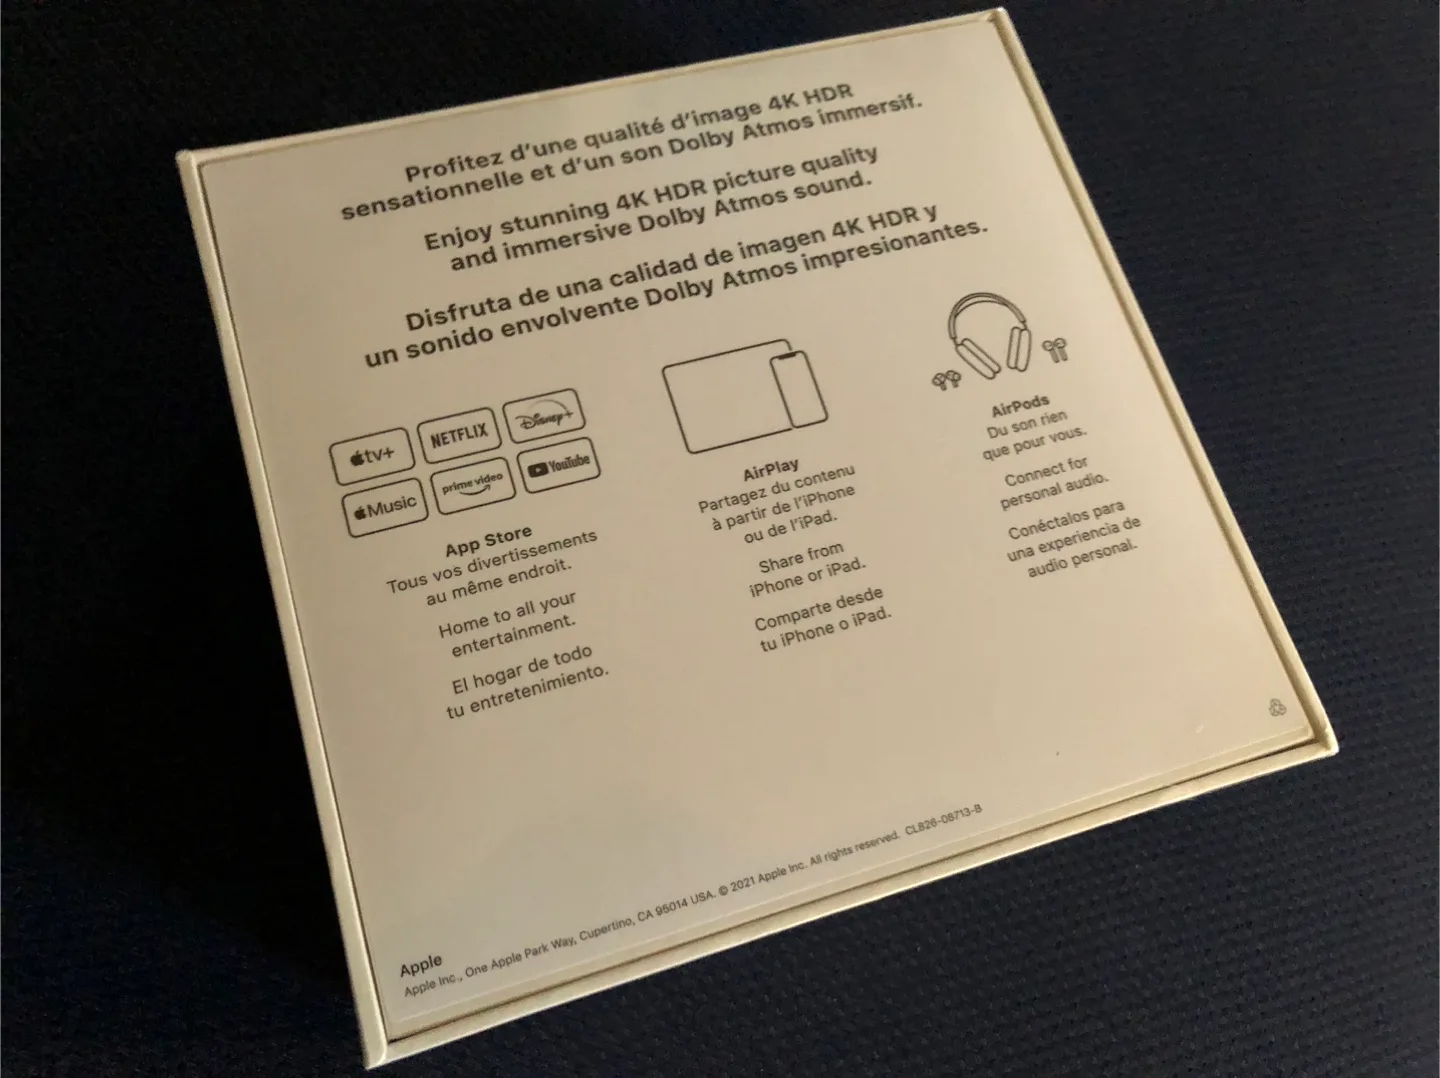 Profitez d'une qualité d'image 4K HDR
sensationnelle et d'un son Dolby Atmos immersif.
Enjoy stunning 4K HDR picture quality
and immersive Dolby Atmos sound.
Disfruta de una calidad de imagen 4K HDR y
un sonido envolvente Dolby Atmos impresionantes.
tv+
NETFLIX
Disney+
Music
prime video
YouTube
App Store
Tous vos divertissements
au même endroit.
Home to all your
entertainment.
El hogar de todo
tu entretenimiento.
AirPlay
Partagez du contenu
à partir de l'iPhone
ou de l'iPad.
Share from
iPhone or iPad.
Comparte desde
tu iPhone o iPad.
AirPods
Du son rien
que pour vous.
Connect for
personal audio.
Conéctalos para
una experiencia de
audio personal.
Apple
Apple Inc., One Apple Park Way, Cupertino, CA 95014 USA. © 2021 Apple Inc. All rights reserved. CL826-08713-B